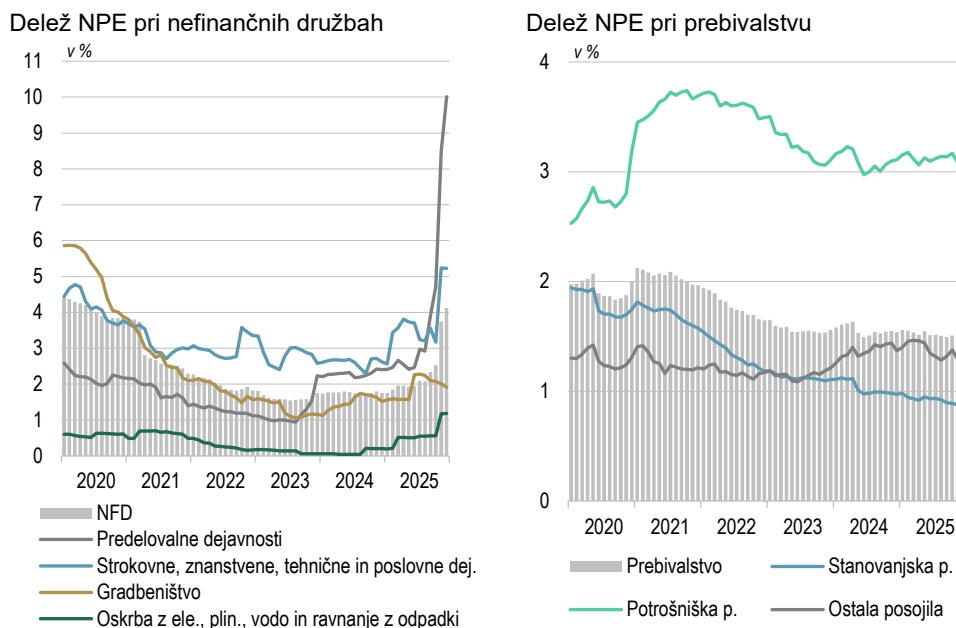 Delež NPE pri nefinančnih družbah
v %
11
10
9
8
7
6
5
4
3
2
1
0
2020 2021 2022 2023 2024 2025
NFD
Predelovalne dejavnosti
Strokovne, znanstvene, tehnične in poslovne dej.
Gradbeništvo
Oskrba z ele., plin., vodo in ravnanje z odpadki
Delež NPE pri prebivalstvu
v %
4
3
2
1
0
2020 2021 2022 2023 2024 2025
Prebivalstvo Stanovanjska p.
Potrošniška p. Ostala posojila